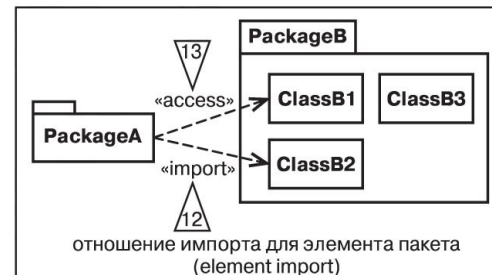 13
PackageB
«access»
ClassB1
ClassB3
PackageA
«import»
ClassB2
12
отношение импорта для элемента пакета
(element import)